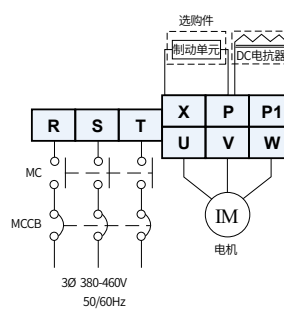 选购件
制动单元
DC电抗器
X P P1
R S T
U V W
MC
MCCB
IM
电机
3Ø 380-460V
50/60Hz